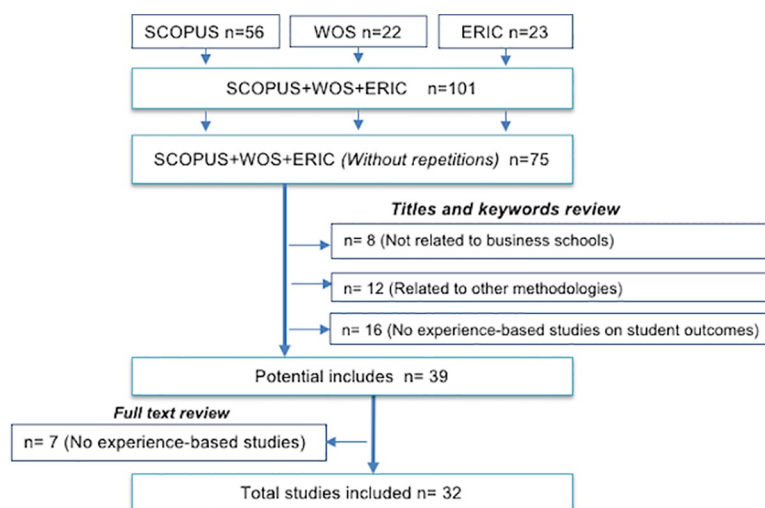 SCOPUS n=56
WOS n=22
ERIC n=23
SCOPUS+WOS+ERIC n=101
SCOPUS+WOS+ERIC (Without repetitions) n=75
Titles and keywords review
n= 8 (Not related to business schools)
n= 12 (Related to other methodologies)
n= 16 (No experience-based studies on student outcomes)
Potential includes n= 39
Full text review
n= 7 (No experience-based studies)
Total studies included n= 32